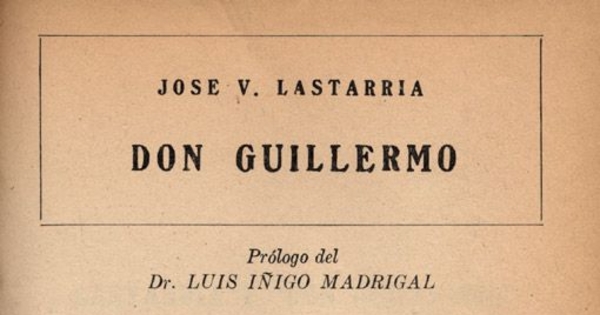 JOSE V. LASTARRIA
DON GUILLERMO
Prólogo del
Dr. LUIS IÑIGO MADRIGAL